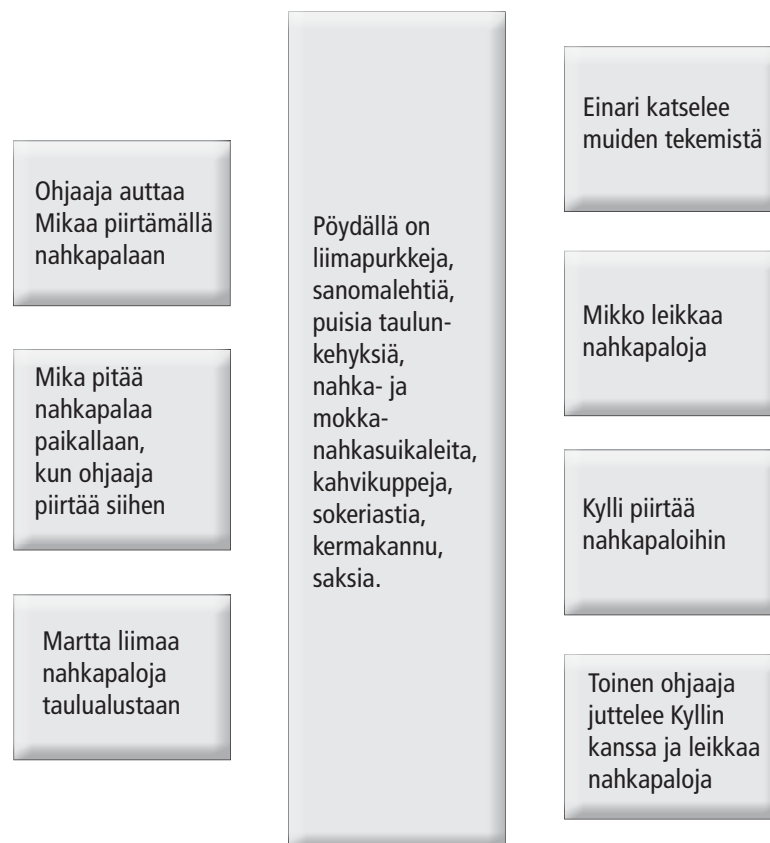 Ohjaaja auttaa
Mikaa piirtämällä
nahkapalaan
Mika pitää
nahkapalaa
paikallaan,
kun ohjaaja
piirtää siihen
Martta liimaa
nahkapaloja
taulualustaan
Pöydällä on
liimapurkkeja,
sanomalehtiä,
puisia taulun-
kehyksiä,
nahka- ja
mokka-
nahkasuikaleita,
kahvikuppeja,
sokeriastia,
kermakannu,
saksia.
Einari katselee
muiden tekemistä
Mikko leikkaa
nahkapaloja
Kylli piirtää
nahkapaloihin
Toinen ohjaaja
juttelee Kyllin
kanssa ja leikkaa
nahkapaloja